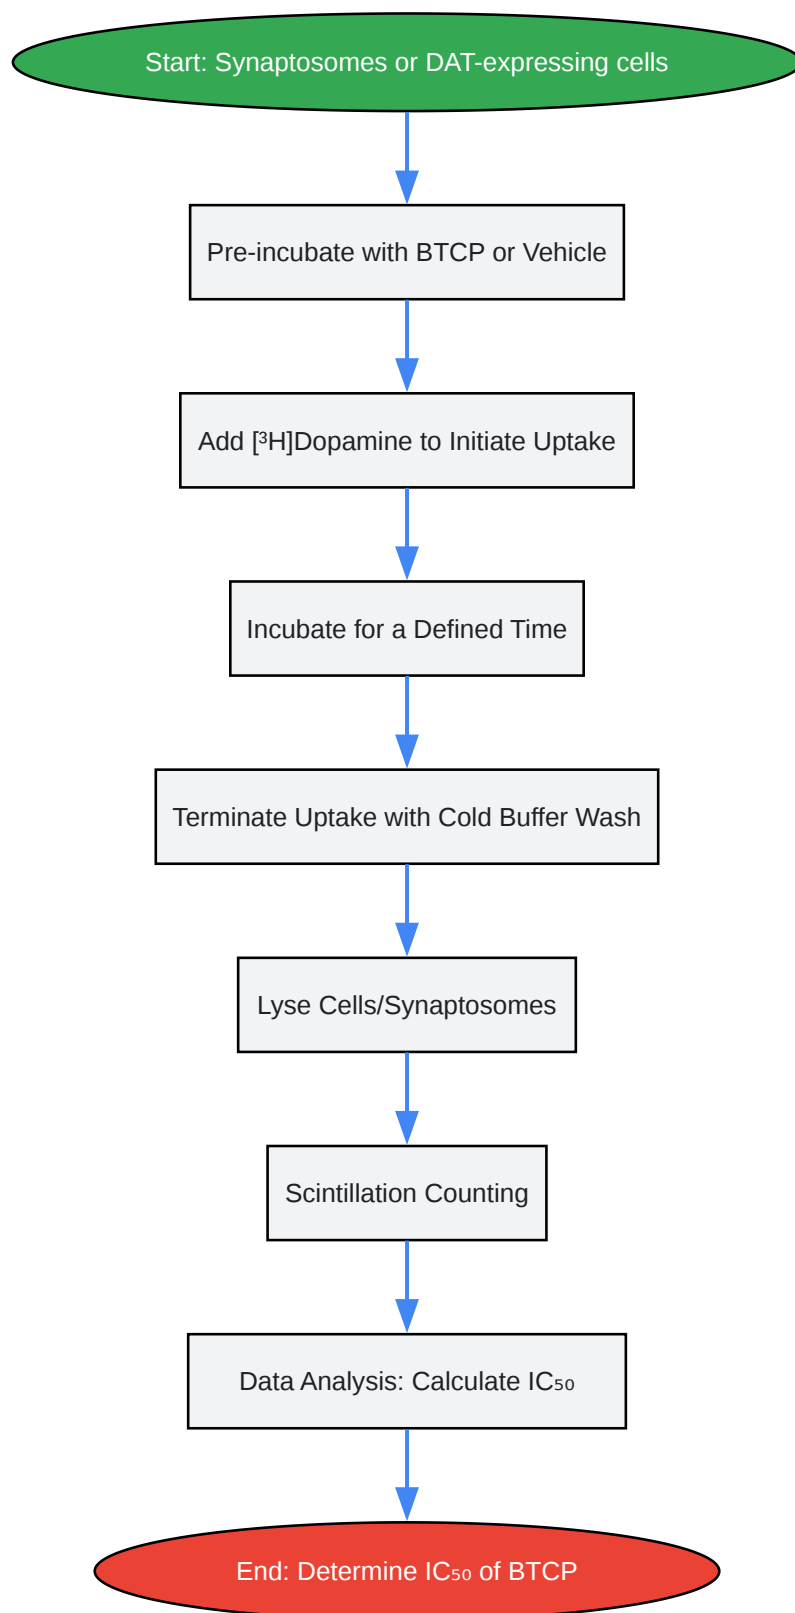 Start: Synaptosomes or DAT-expressing cells
Pre-incubate with BTCP or Vehicle
Add [³H]Dopamine to Initiate Uptake
Incubate for a Defined Time
Terminate Uptake with Cold Buffer Wash
Lyse Cells/Synaptosomes
Scintillation Counting
Data Analysis: Calculate IC₅₀
End: Determine IC₅₀ of BTCP